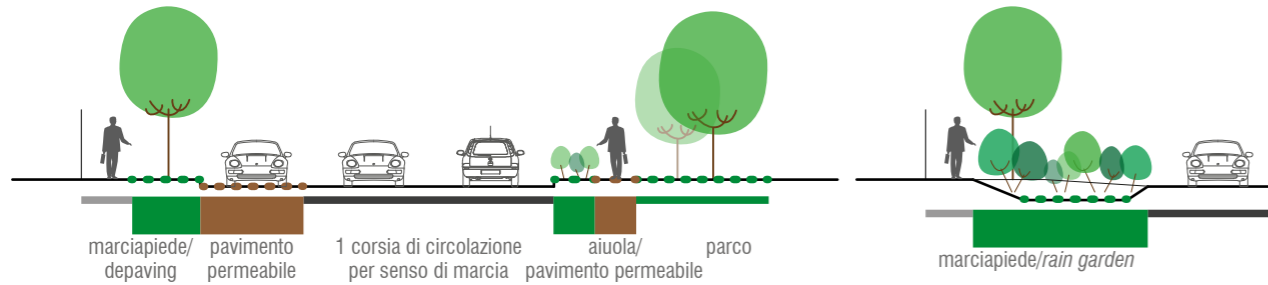 marciapiede/
depaving
pavimento
permeabile
1 corsia di circolazione
per senso di marcia
aiuola/
pavimento permeabile
parco
marciapiede/rain garden